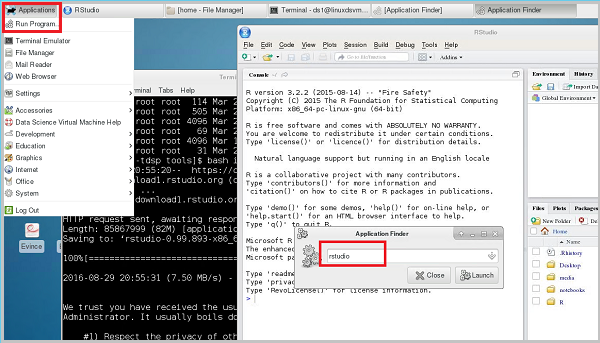 Applications
RStudio
[home - File Manager]
Terminal - ds1@linuxdsvm...
[Application Finder]
Application Finder
Run Program...
Terminal Emulator
File Manager
Mail Reader
Web Browser
Settings
Accessories
Data Science Virtual Machine Help
Development
Education
Graphics
Internet
Office
System
Log Out
Evince
Termi
Terminal Tabs Help
root root 114 Mar 2
root root 505 Mar 2
root root 4096 Mar 2
root root 69 Mar 2
root root 4096 Mar 2
root root 31 Mar 2
-tdsp tools]$ bash i
0:55:20-- https://c
download1.rstudio.org (
...
download1.rstudio.org (
HTTP request sent, awaiting respon
Length: 85867999 (82M) [applicatio
Saving to: 'rstudio-0.99.893-x86_6
100%[=====================
2016-08-29 20:55:31 (7.50 MB/s) -
We trust you have received the usu
Administrator. It usually boils do
#1) Respect the privacy of othe
RStudio
File Edit Code View Plots Session Build Debug Tools Help
Go to file/function
Addins
Console ~/
R version 3.2.2 (2015-08-14) -- "Fire Safety"
Copyright (C) 2015 The R Foundation for Statistical Computing
Platform: x86_64-pc-linux-gnu (64-bit)
R is free software and comes with ABSOLUTELY NO WARRANTY.
You are welcome to redistribute it under certain conditions.
Type 'license()' or 'licence()' for distribution details.
Natural language support but running in an English locale
R is a collaborative project with many contributors.
Type 'contributors()' for more information and
'citation()' on how to cite R or R packages in publications.
Type 'demo()' for some demos, 'help()' for on-line help, or
'help.start()' for an HTML browser interface to help.
Type 'q()' to quit R.
Microsoft R
The enhance
Microsoft pa
Type 'readme
Type 'privac
Type 'RevoLicense()' for license information.
>
Application Finder
rstudio
Close
Launch
Environment History
Import Da
Global Environment
Files Plots
New Folder
Home
Name
.Rhistory
Desktop
media
notebooks
R